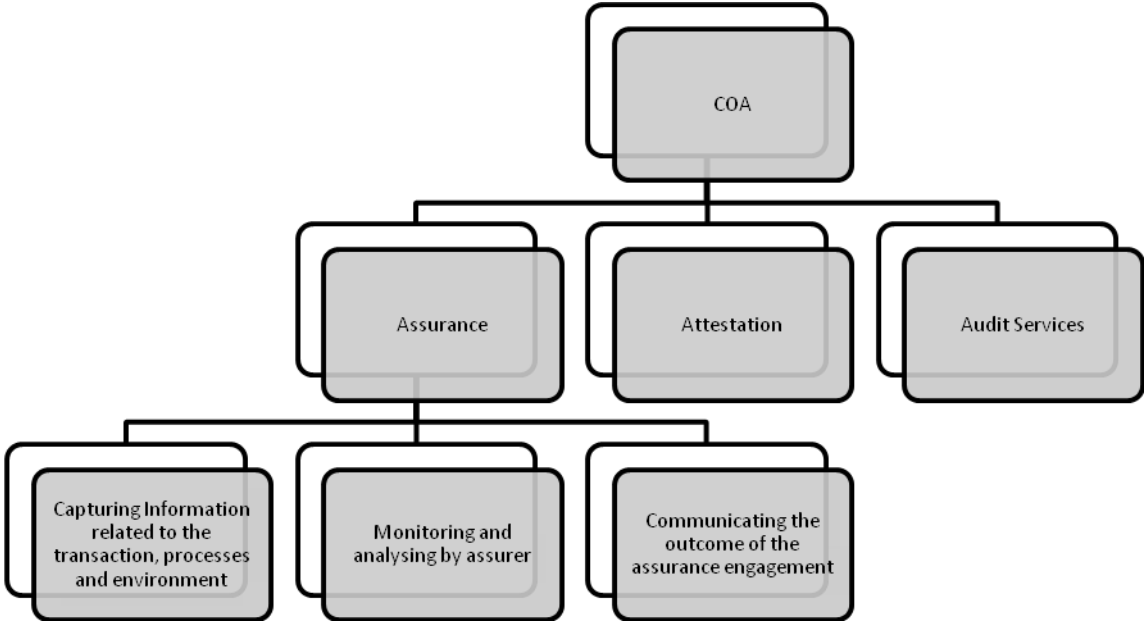 COA
Assurance
Attestation
Audit Services
Capturing Information
related to the
transaction, processes
and environment
Monitoring and
analysing by assurer
Communicating the
outcome of the
assurance engagement